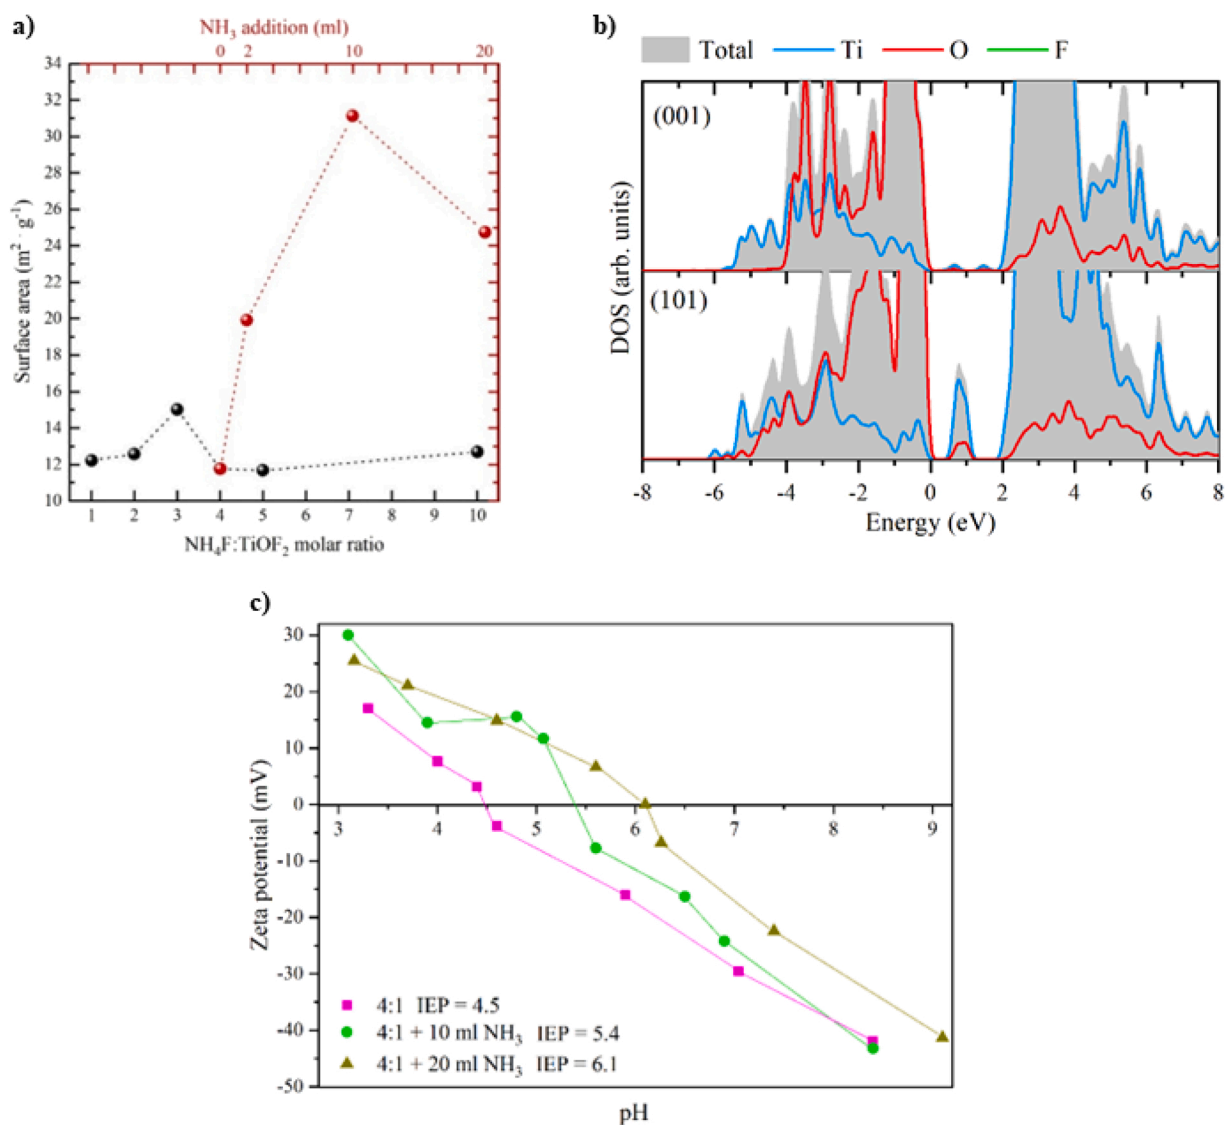 a)
NH3 addition (ml)
0 2 10 20
34
32
30
28
26
24
22
20
18
16
14
12
10
Surface area (m2 · g-1)
1 2 3 4 5 6 7 8 9 10
NH4F:TiOF2 molar ratio
b)
Total Ti O F
(001)
(101)
DOS (arb. units)
-8 -6 -4 -2 0 2 4 6 8
Energy (eV)
c)
30
20
10
0
-10
-20
-30
-40
-50
Zeta potential (mV)
3 4 5 6 7 8 9
4:1 IEP = 4.5
4:1 + 10 ml NH3 IEP = 5.4
4:1 + 20 ml NH3 IEP = 6.1
pH